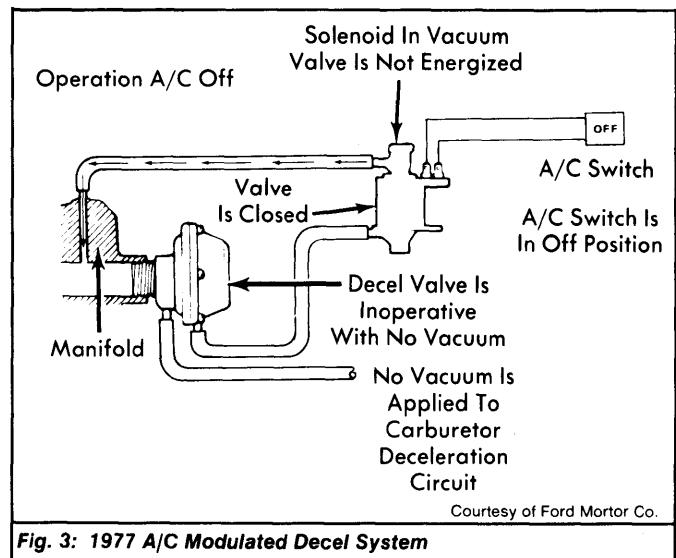 Solenoid In Vacuum
Valve Is Not Energized
Operation A/C Off
OFF
A/C Switch
Valve
Is Closed
A/C Switch Is
In Off Position
Decel Valve Is
Inoperative
With No Vacuum
Manifold
No Vacuum Is
Applied To
Carburetor
Deceleration
Circuit
Courtesy of Ford Mortor Co.
Fig. 3: 1977 A/C Modulated Decel System